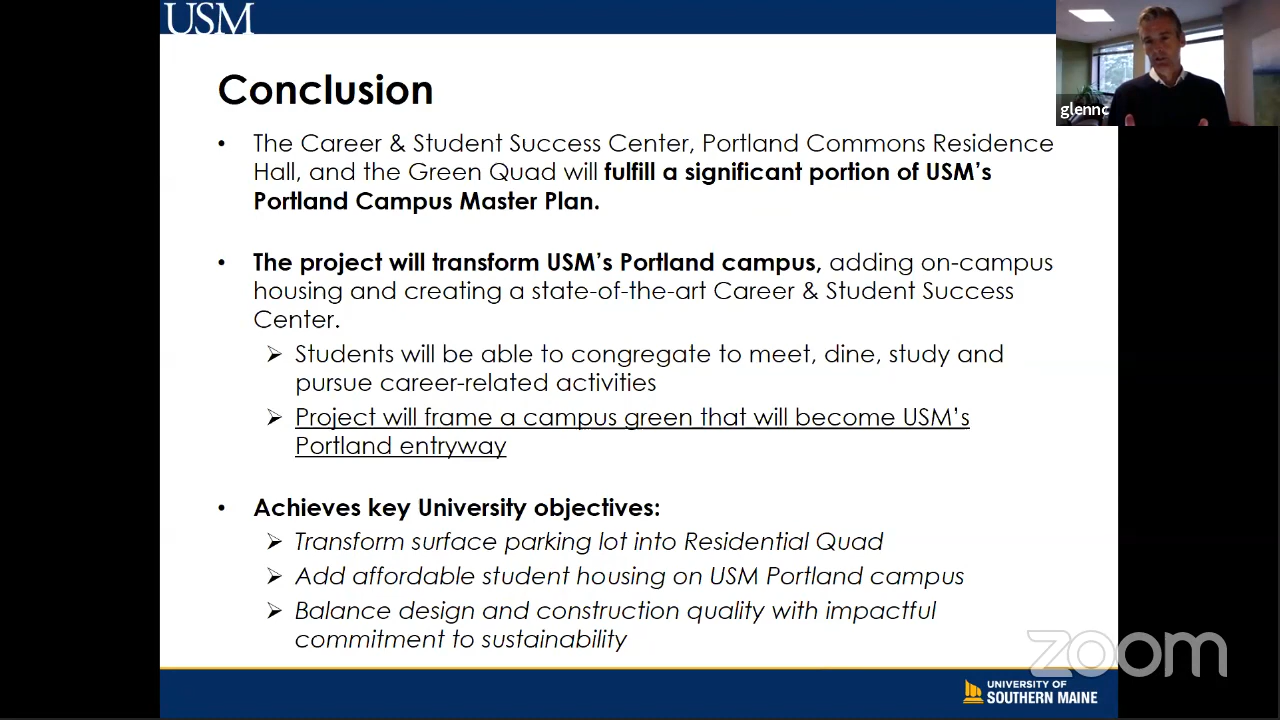 USM
glennc
Conclusion
• The Career & Student Success Center, Portland Commons Residence
Hall, and the Green Quad will fulfill a significant portion of USM’s
Portland Campus Master Plan.
• The project will transform USM’s Portland campus, adding on-campus
housing and creating a state-of-the-art Career & Student Success
Center.
➢ Students will be able to congregate to meet, dine, study and
pursue career-related activities
➢ Project will frame a campus green that will become USM’s
Portland entryway
• Achieves key University objectives:
➢ Transform surface parking lot into Residential Quad
➢ Add affordable student housing on USM Portland campus
➢ Balance design and construction quality with impactful
commitment to sustainability
zoom
UNIVERSITY OF
SOUTHERN MAINE